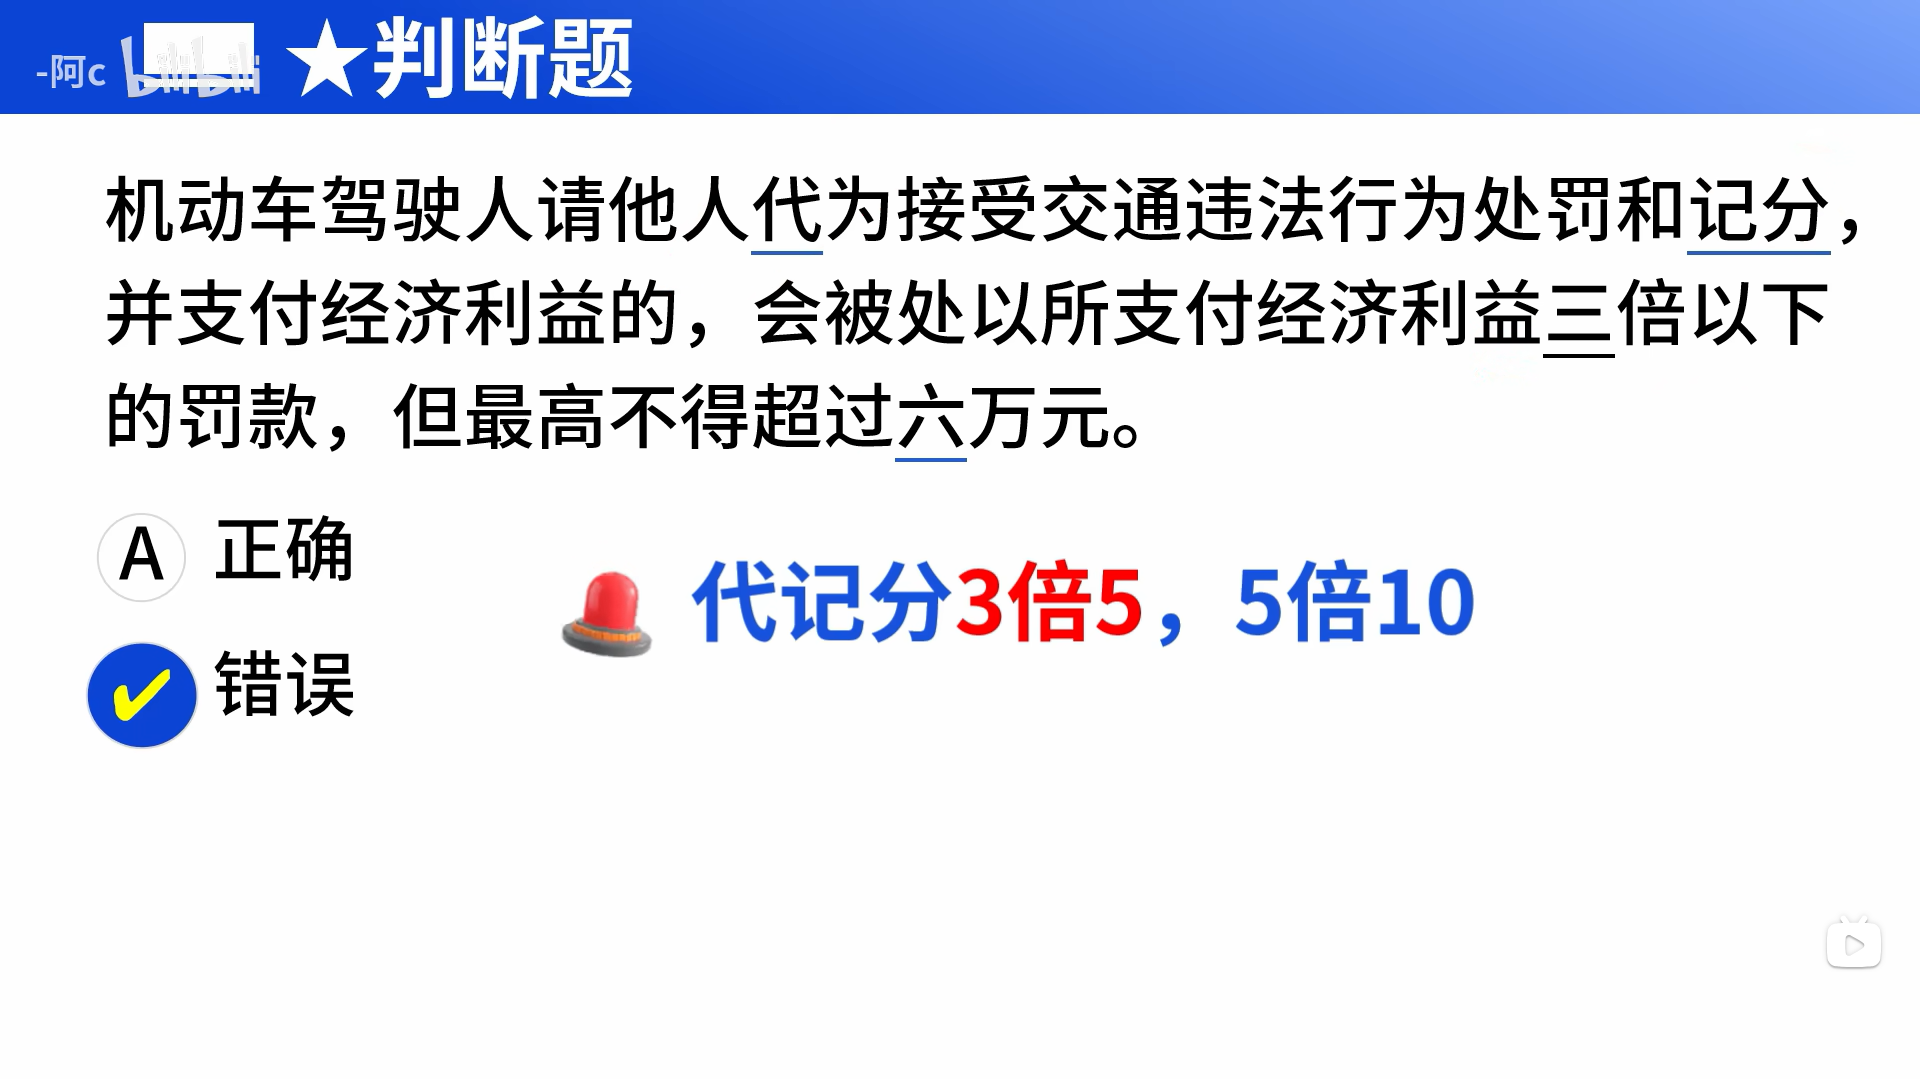 -阿c bilibili ★判断题
机动车驾驶人请他人代为接受交通违法行为处罚和记分，
并支付经济利益的，会被处以所支付经济利益三倍以下
的罚款，但最高不得超过六万元。
A 正确
✔ 错误
代记分3倍5，5倍10